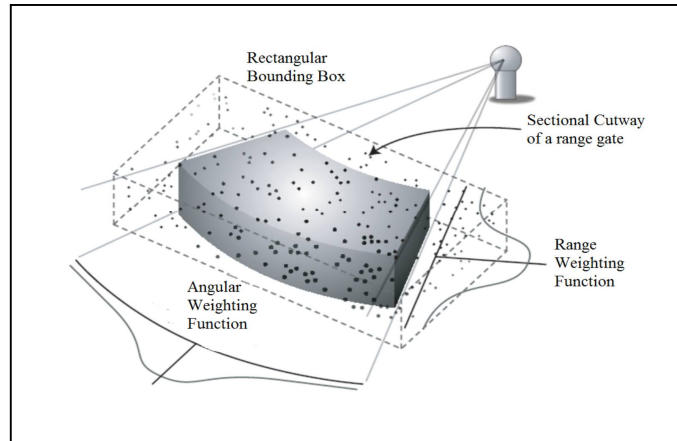 Rectangular
Bounding Box
Sectional Cutway
of a range gate
Range
Weighting
Function
Angular
Weighting
Function